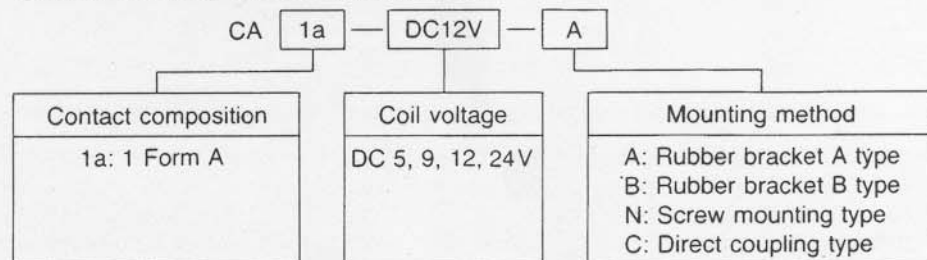 CA 1a — DC12V — A
Contact composition
1a: 1 Form A
Coil voltage
DC 5, 9, 12, 24V
Mounting method
A: Rubber bracket A type
B: Rubber bracket B type
N: Screw mounting type
C: Direct coupling type